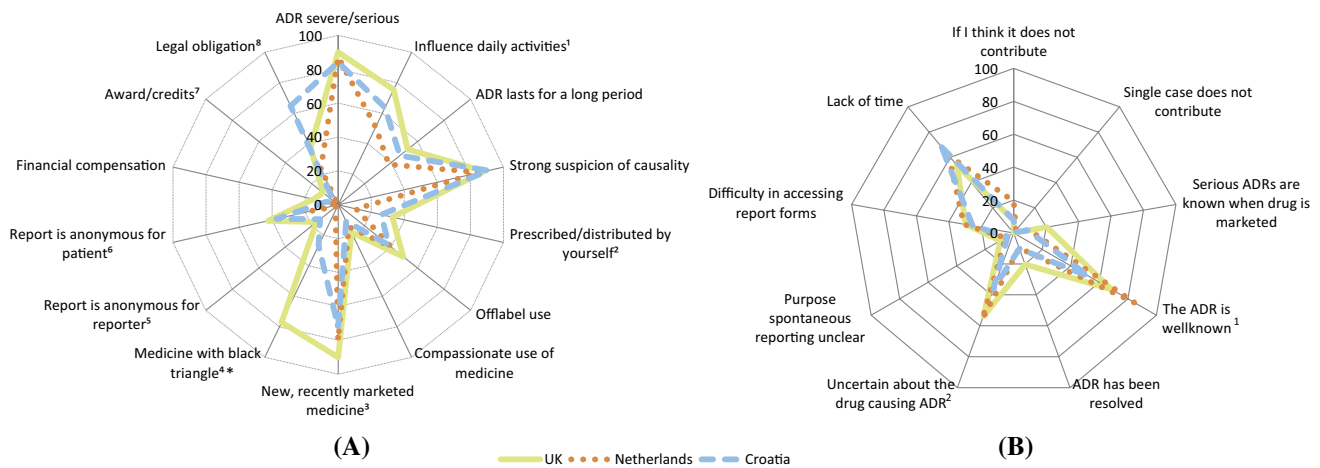 ADR severe/serious
Influence daily activities¹
ADR lasts for a long period
Strong suspicion of causality
Prescribed/distributed by
yourself²
Offlabel use
Compassionate use of
medicine
New, recently marketed
medicine³
Medicine with black
triangle⁴*
Report is anonymous for
reporter⁵
Report is anonymous for
patient⁶
Financial compensation
Award/credits⁷
Legal obligation⁸
100
80
60
40
20
0
(A)
If I think it does not
contribute
Single case does not
contribute
Serious ADRs are
known when drug is
marketed
The ADR is
wellknown¹
ADR has been
resolved
Uncertain about the
drug causing ADR²
Purpose
spontaneous
reporting unclear
Difficulty in accessing
report forms
Lack of time
100
80
60
40
20
0
(B)
UK
Netherlands
Croatia